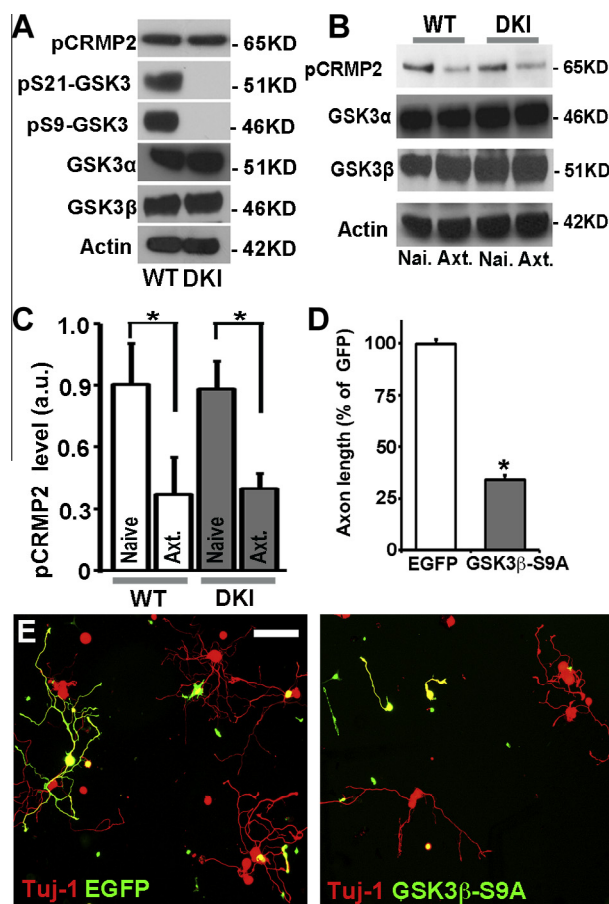 A
pCRMP2 - 65KD
pS21-GSK3 - 51KD
pS9-GSK3 - 46KD
GSK3α - 51KD
GSK3β - 46KD
Actin - 42KD
WT DKI
B
WT DKI
pCRMP2 - 65KD
GSK3α - 46KD
GSK3β - 51KD
Actin - 42KD
Nai. Axt. Nai. Axt.
C
pCRMP2 level (a.u.)
1.0
0.9
0.6
0.3
0
* *
Naive Axt. Naive Axt.
WT DKI
D
Axon length (% of GFP)
100
75
50
25
0
*
EGFP GSK3β-S9A
E
Tuj-1 EGFP
Tuj-1 GSK3β-S9A